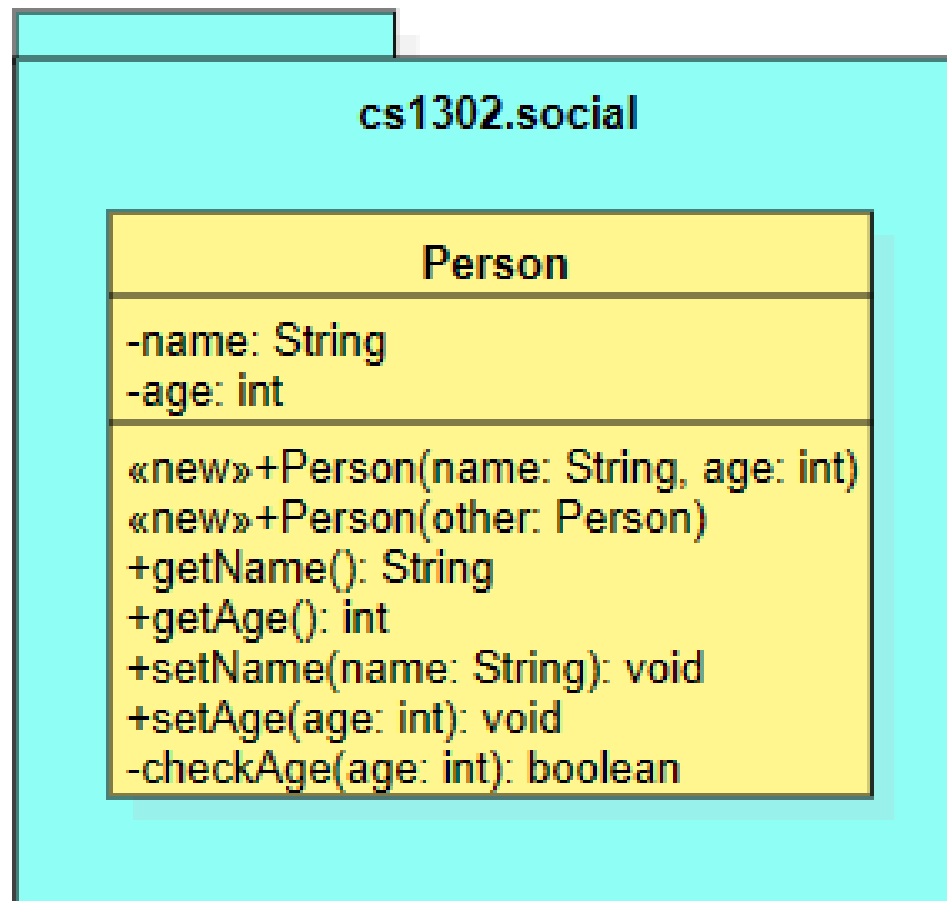 cs1302.social
Person
-name: String
-age: int
«new»+Person(name: String, age: int)
«new»+Person(other: Person)
+getName(): String
+getAge(): int
+setName(name: String): void
+setAge(age: int): void
-checkAge(age: int): boolean